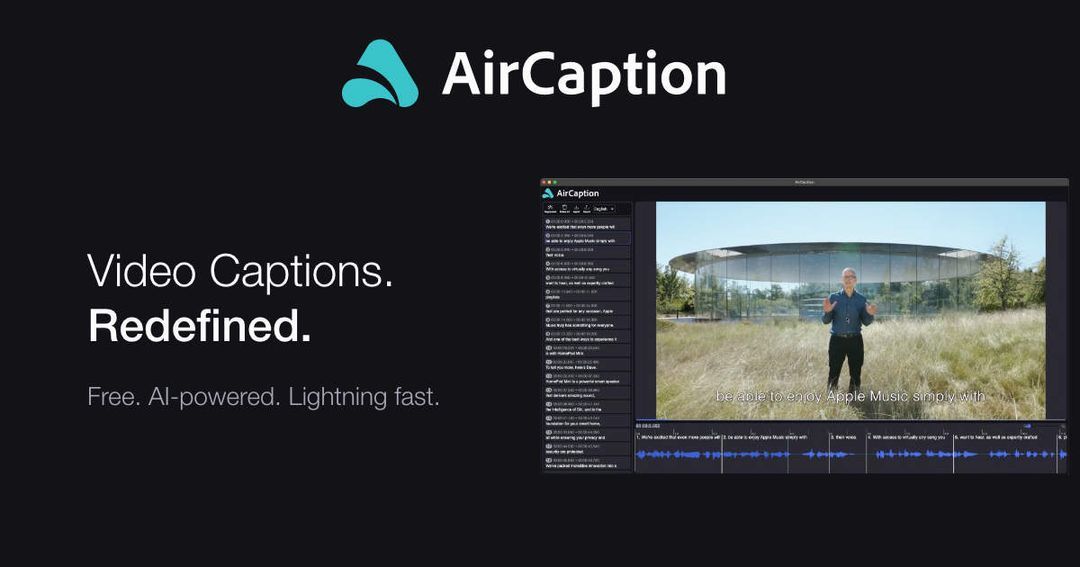 AirCaption
Video Captions.
Redefined.
Free. AI-powered. Lightning fast.
AirCaption
AirCaption
English
We're excited that even more people will
be able to enjoy Apple Music simply with
their voice.
With access to virtually any song you
want to hear, as well as expertly crafted
playlists
that are perfect for any occasion, Apple
Music truly has something for everyone.
And one of the best ways to experience it
is with HomePod Mini.
To tell you more, here's Dave.
HomePod Mini is a powerful smart speaker
that delivers amazing sound,
the intelligence of Siri, and is the
foundation for your smart home,
all while ensuring your privacy and
security are protected.
We've packed incredible innovation into a
be able to enjoy Apple Music simply with
1. We're excited that even more people will
2. be able to enjoy Apple Music simply with
3. their voice.
4. With access to virtually any song you
5. want to hear, as well as expertly crafted